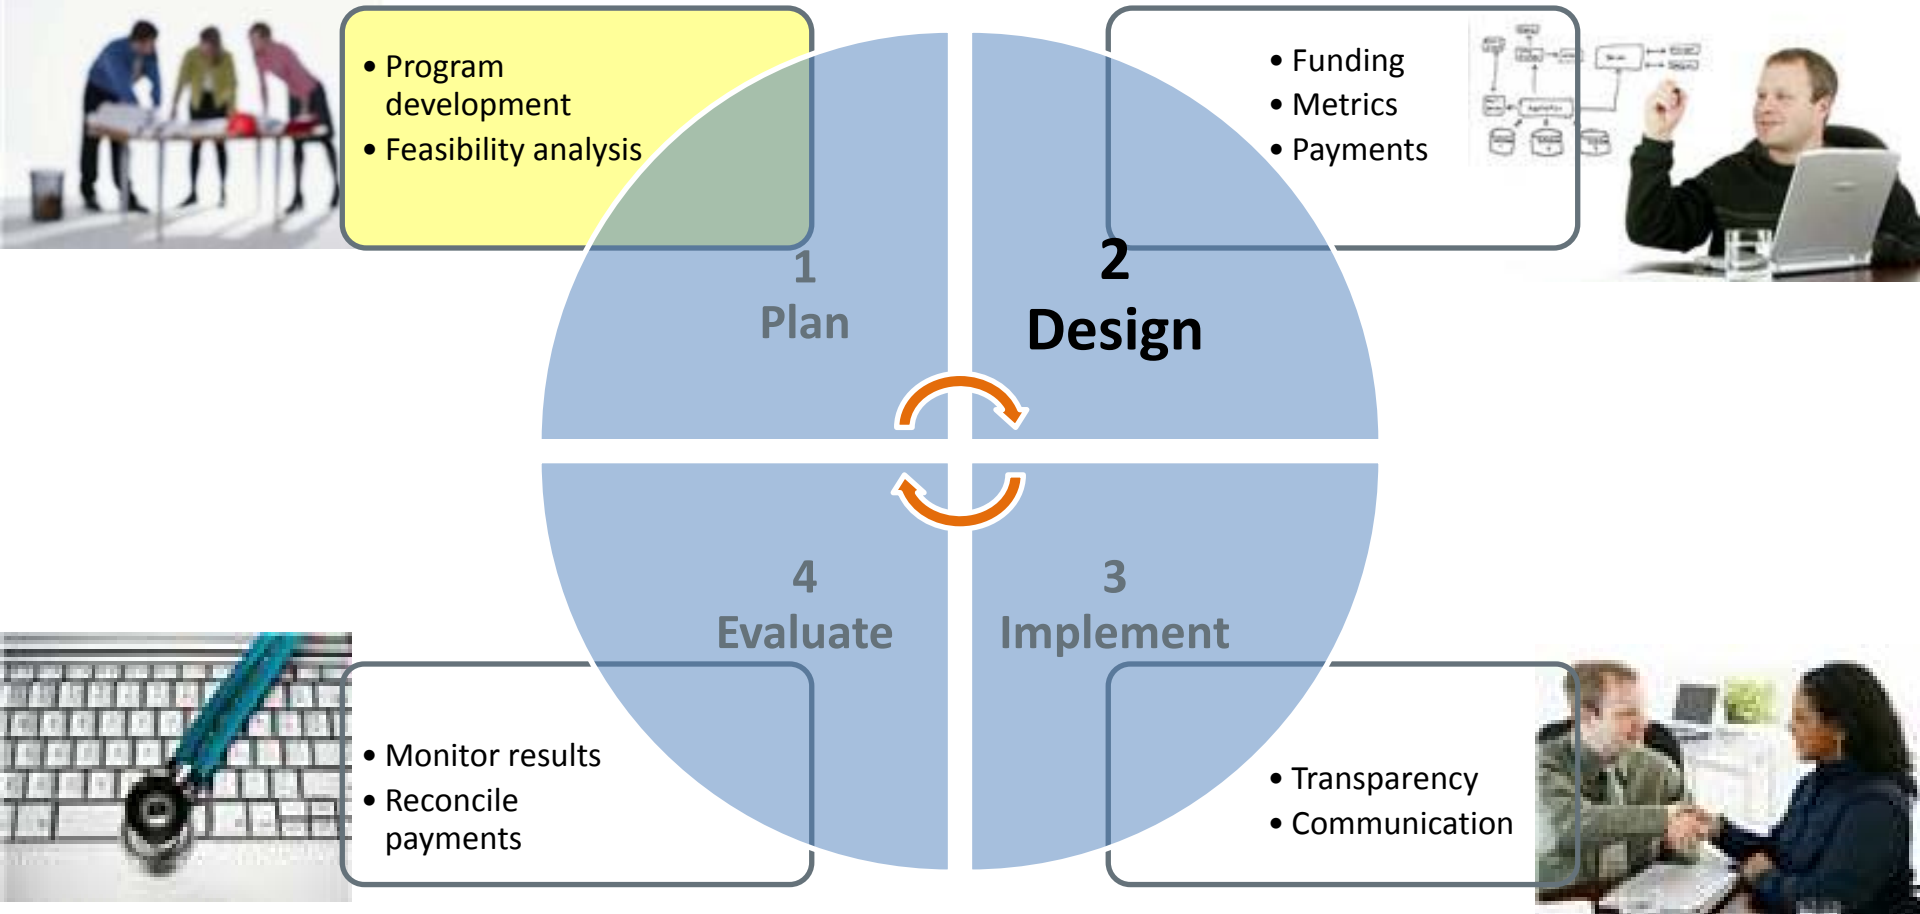 • Program
development
• Feasibility analysis
• Funding
• Metrics
• Payments
1
Plan
2
Design
4
Evaluate
3
Implement
• Monitor results
• Reconcile
payments
• Transparency
• Communication